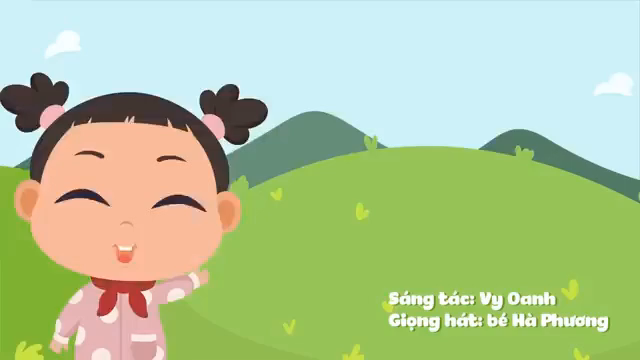 Sáng tác: Vy Oanh
Giọng hát: bé Hà Phương